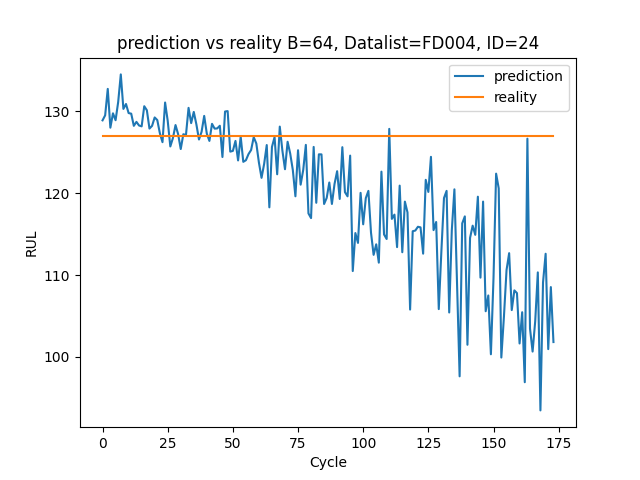 prediction vs reality B=64, Datalist=FD004, ID=24
prediction
reality
RUL
130
120
110
100
0 25 50 75 100 125 150 175
Cycle